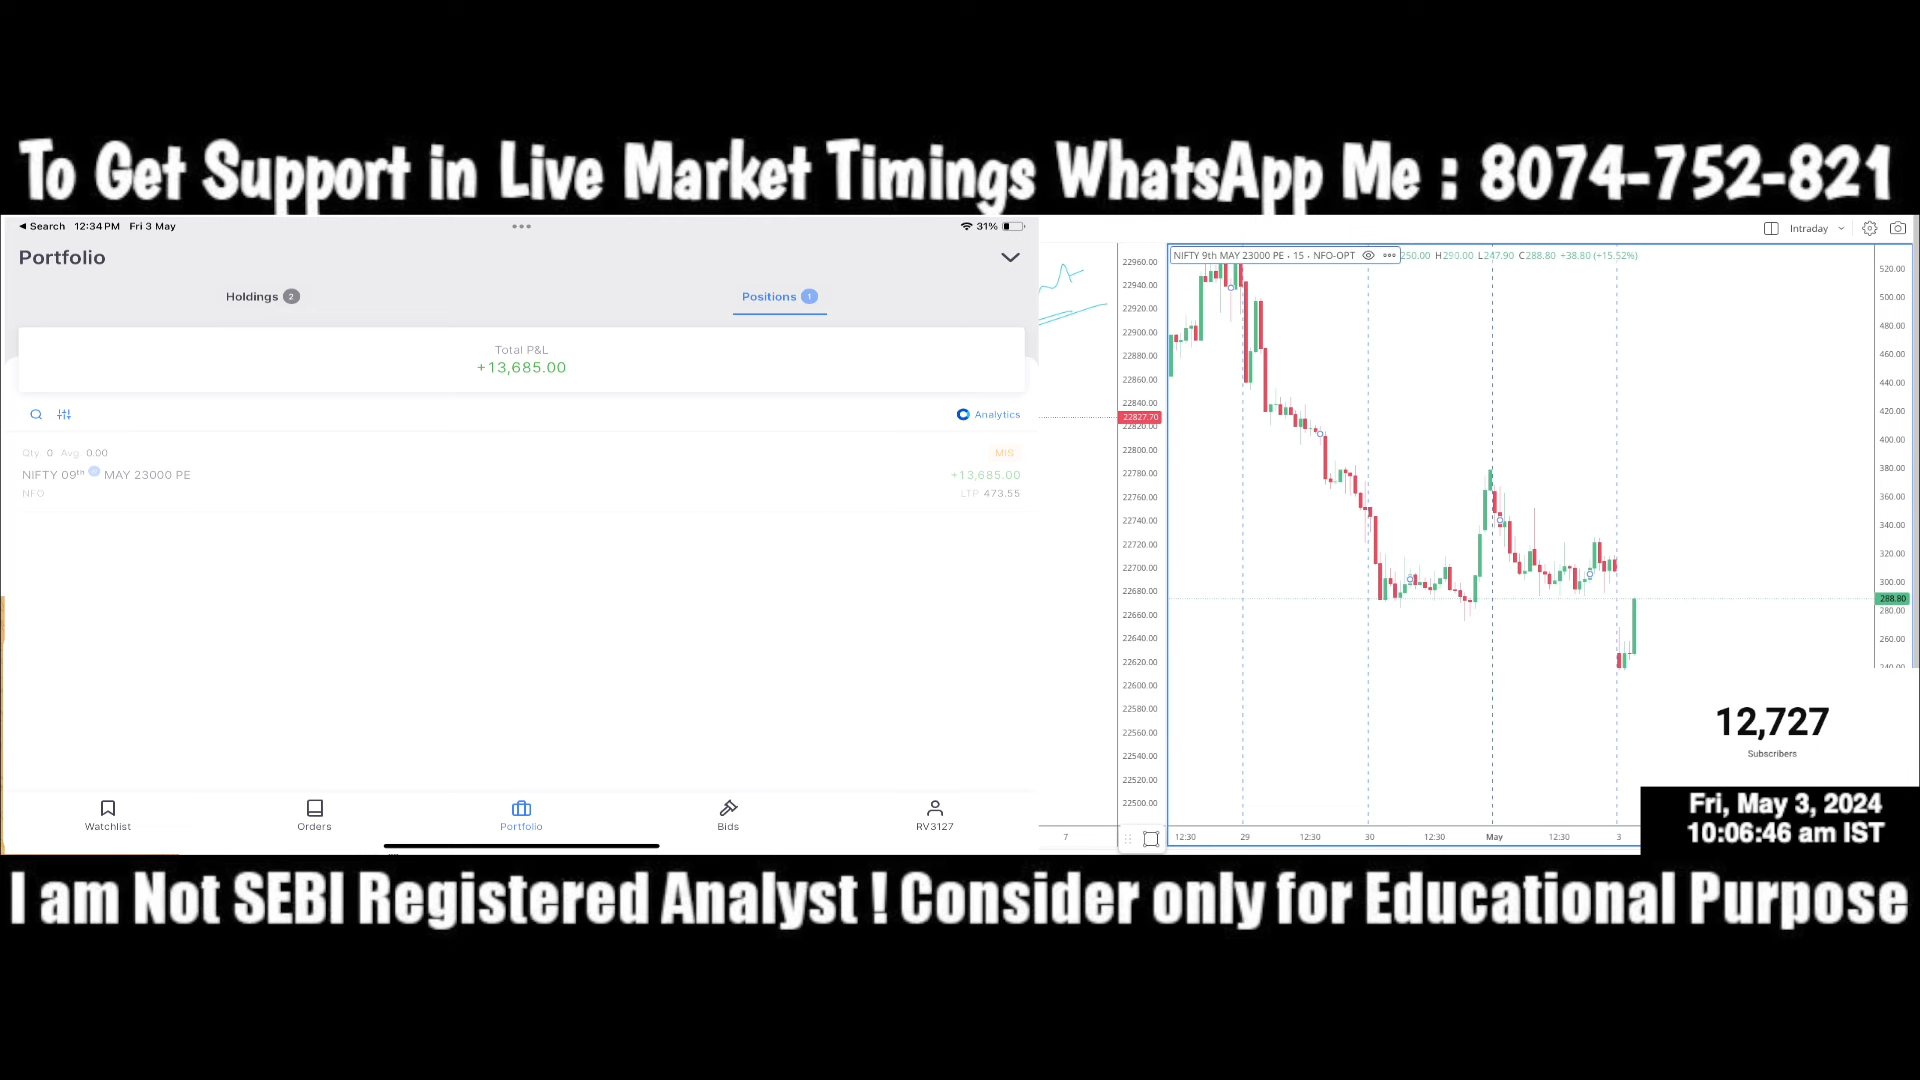 To Get Support in Live Market Timings WhatsApp Me : 8074-752-821
Search 12:34 PM Fri 3 May
31%
Portfolio
Holdings 2
Positions 1
Total P&L
+13,685.00
Analytics
Qty. 0 Avg. 0.00
MIS
NIFTY 09th MAY 23000 PE
+13,685.00
NFO
LTP 473.55
Watchlist
Orders
Portfolio
Bids
RV3127
Intraday
NIFTY 9th MAY 23000 PE · 15 · NFO-OPT
250.00 H290.00 L247.90 C288.80 +38.80 (+15.52%)
22960.00
22940.00
22920.00
22900.00
22880.00
22860.00
22840.00
22827.70
22820.00
22800.00
22780.00
22760.00
22740.00
22720.00
22700.00
22680.00
22660.00
22640.00
22620.00
22600.00
22580.00
22560.00
22540.00
22520.00
22500.00
520.00
500.00
480.00
460.00
440.00
420.00
400.00
380.00
360.00
340.00
320.00
300.00
288.80
280.00
260.00
240.00
7
12:30 29 12:30 30 12:30 May 12:30 3
12,727
Subscribers
Fri, May 3, 2024
10:06:46 am IST
I am Not SEBI Registered Analyst ! Consider only for Educational Purpose